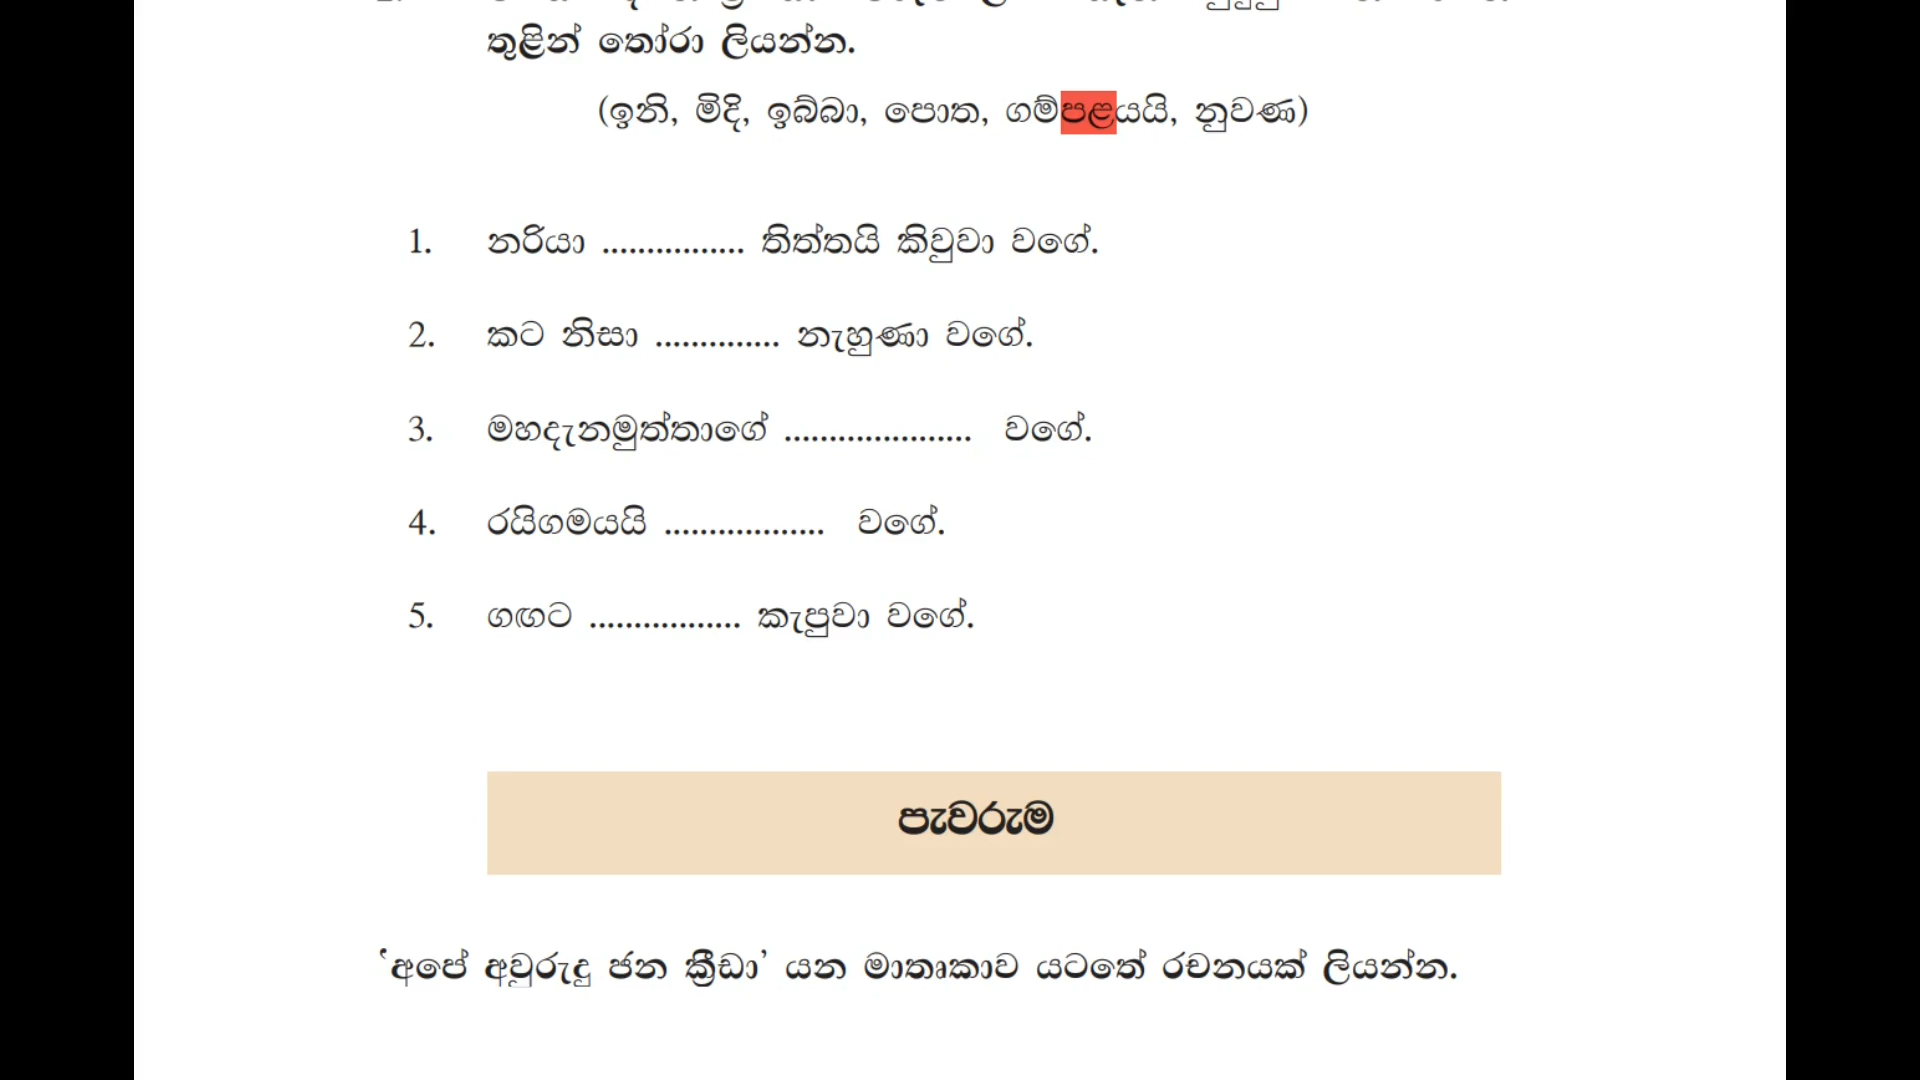 තුළින් තෝරා ලියන්න.
(ඉනි, මිදි, ඉබ්බා, පොත, ගම්පළයයි, නුවණ)
1. නරියා ................ තිත්තයි කිවුවා වගේ.
2. කට නිසා .............. නැහුණා වගේ.
3. මහදැනමුත්තාගේ ..................... වගේ.
4. රයිගමයයි .................. වගේ.
5. ගඟට ................. කැපුවා වගේ.
පැවරුම
‘අපේ අවුරුදු ජන ක්‍රීඩා’ යන මාතෘකාව යටතේ රචනයක් ලියන්න.